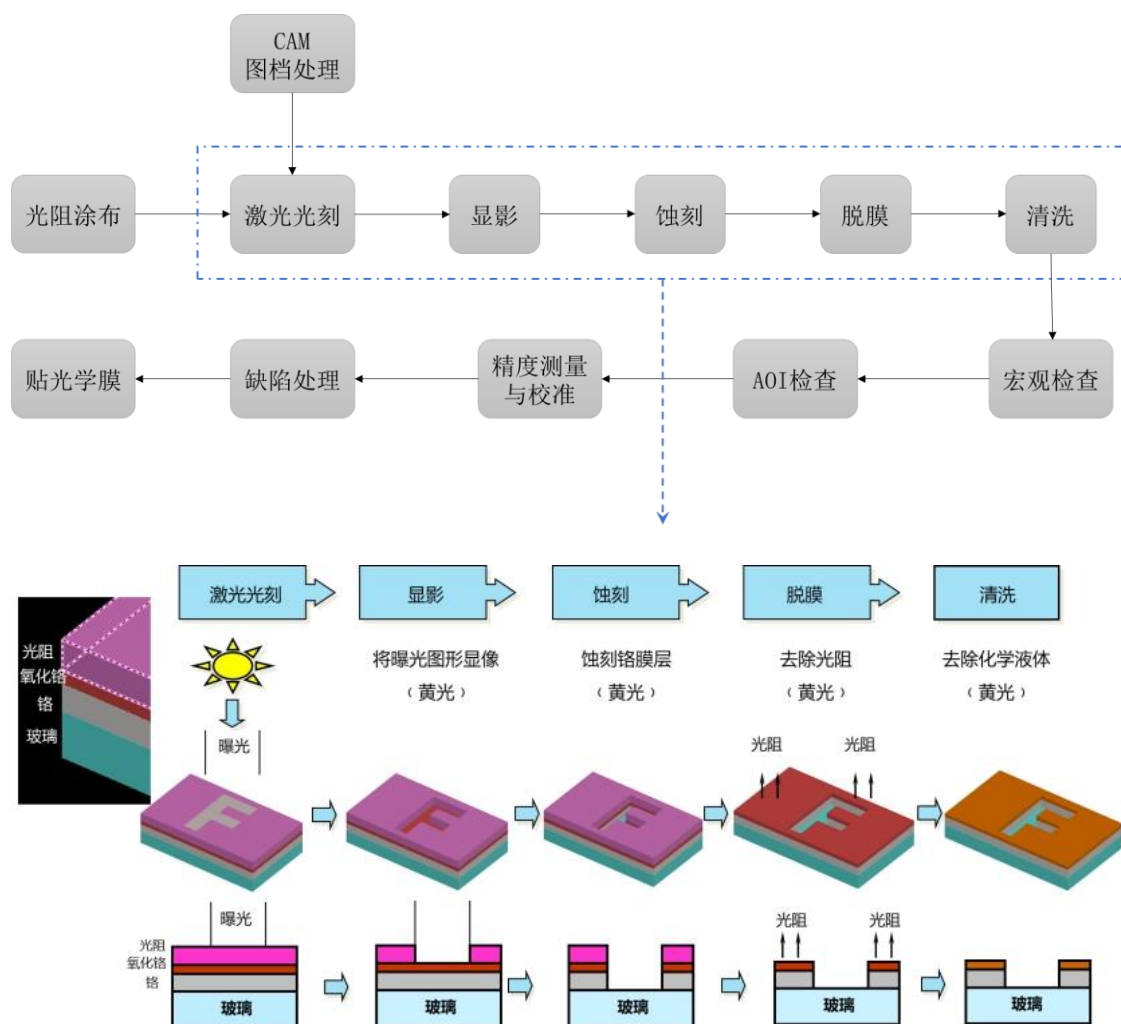 CAM
图档处理
光阻涂布
激光光刻
显影
蚀刻
脱膜
清洗
贴光学膜
缺陷处理
精度测量
与校准
AOI检查
宏观检查
激光光刻
显影
蚀刻
脱膜
清洗
将曝光图形显像
(黄光)
蚀刻铬膜层
(黄光)
去除光阻
(黄光)
去除化学液体
(黄光)
光阻
氧化铬
铬
玻璃
曝光
光阻
光阻
曝光
光阻
氧化铬
铬
玻璃
玻璃
玻璃
光阻
光阻
玻璃
玻璃